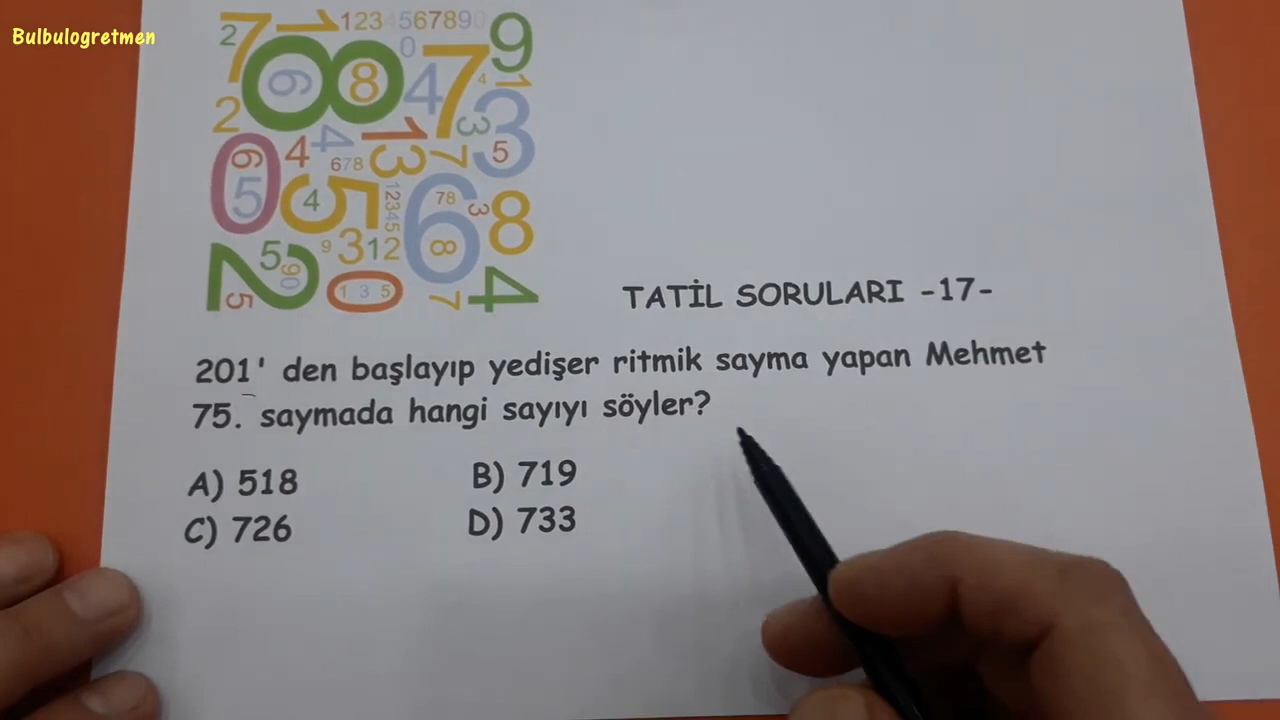 Bulbulogretmen
TATİL SORULARI -17-
201' den başlayıp yedişer ritmik sayma yapan Mehmet
75. saymada hangi sayıyı söyler?
A) 518 B) 719
C) 726 D) 733